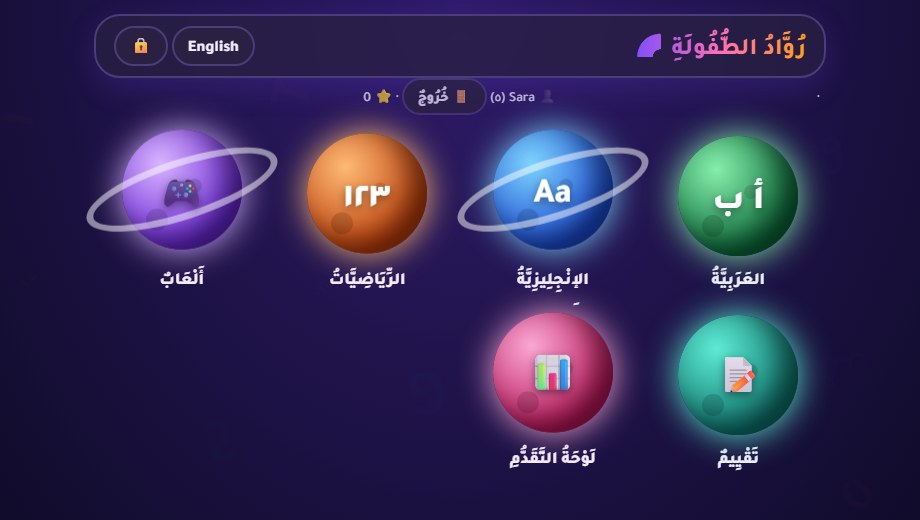 رُوَّادُ الطُّفُولَةِ
English
Sara (٥) خُرُوجٌ · 0
أ ب
Aa
١٢٣
العَرَبِيَّةُ
الإِنْجِلِيزِيَّةُ
الرِّيَاضِيَّاتُ
أَلْعَابٌ
تَقْيِيمٌ
لَوْحَةُ التَّقَدُّمِ